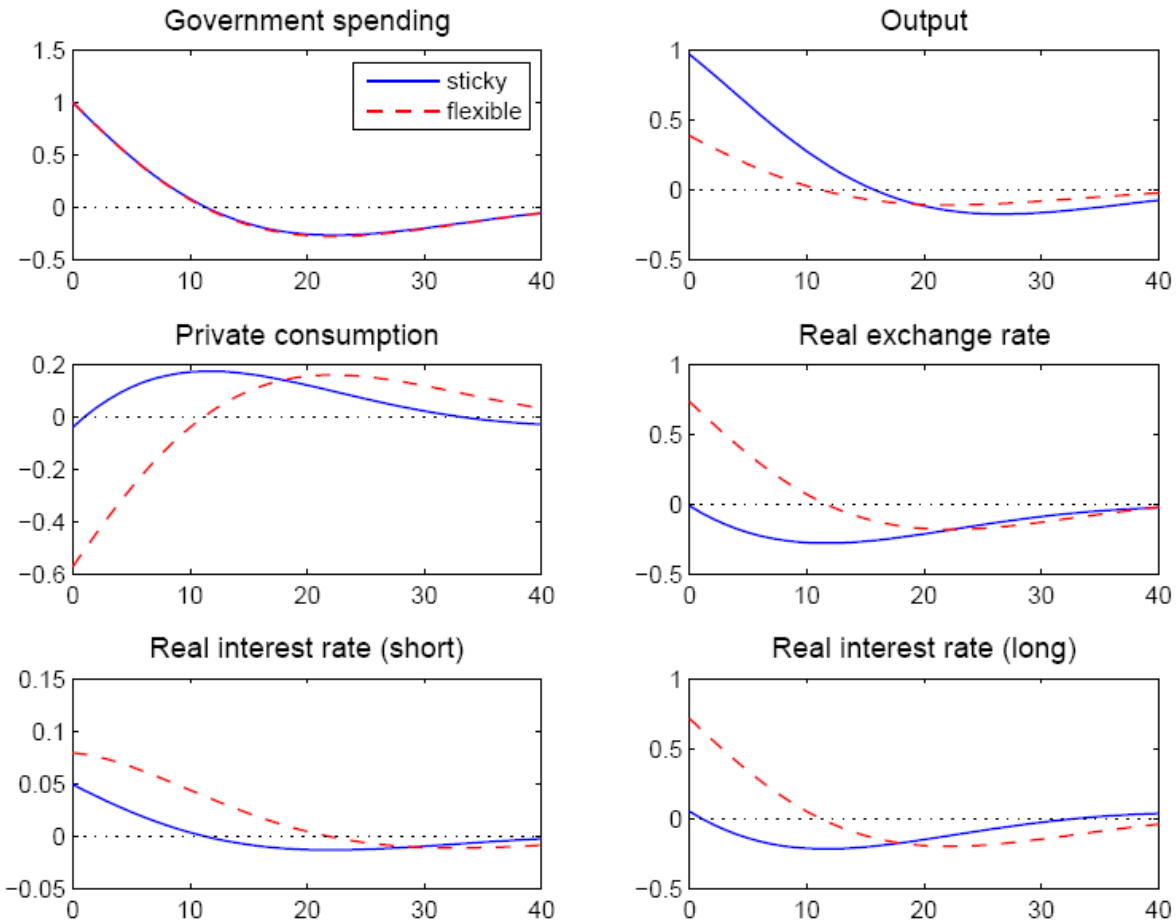 Government spending
1.5
1
0.5
0
−0.5
0 10 20 30 40
sticky
flexible
Output
1
0.5
0
−0.5
0 10 20 30 40
Private consumption
0.2
0
−0.2
−0.4
−0.6
0 10 20 30 40
Real exchange rate
1
0.5
0
−0.5
0 10 20 30 40
Real interest rate (short)
0.15
0.1
0.05
0
−0.05
0 10 20 30 40
Real interest rate (long)
1
0.5
0
−0.5
0 10 20 30 40